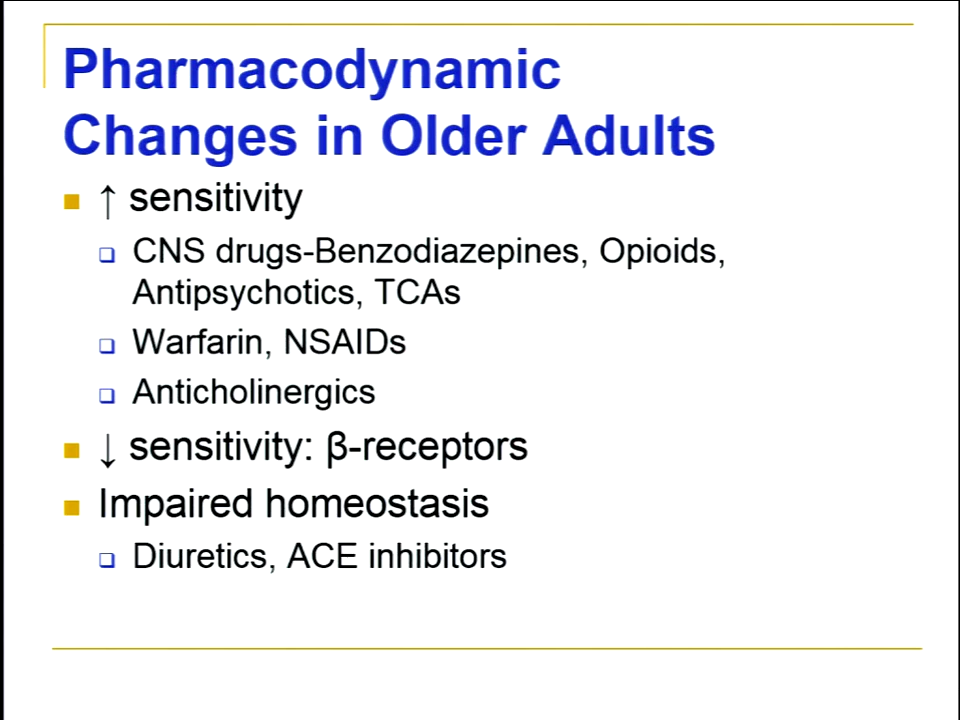 Pharmacodynamic
Changes in Older Adults
↑ sensitivity
CNS drugs-Benzodiazepines, Opioids,
Antipsychotics, TCAs
Warfarin, NSAIDs
Anticholinergics
↓ sensitivity: β-receptors
Impaired homeostasis
Diuretics, ACE inhibitors